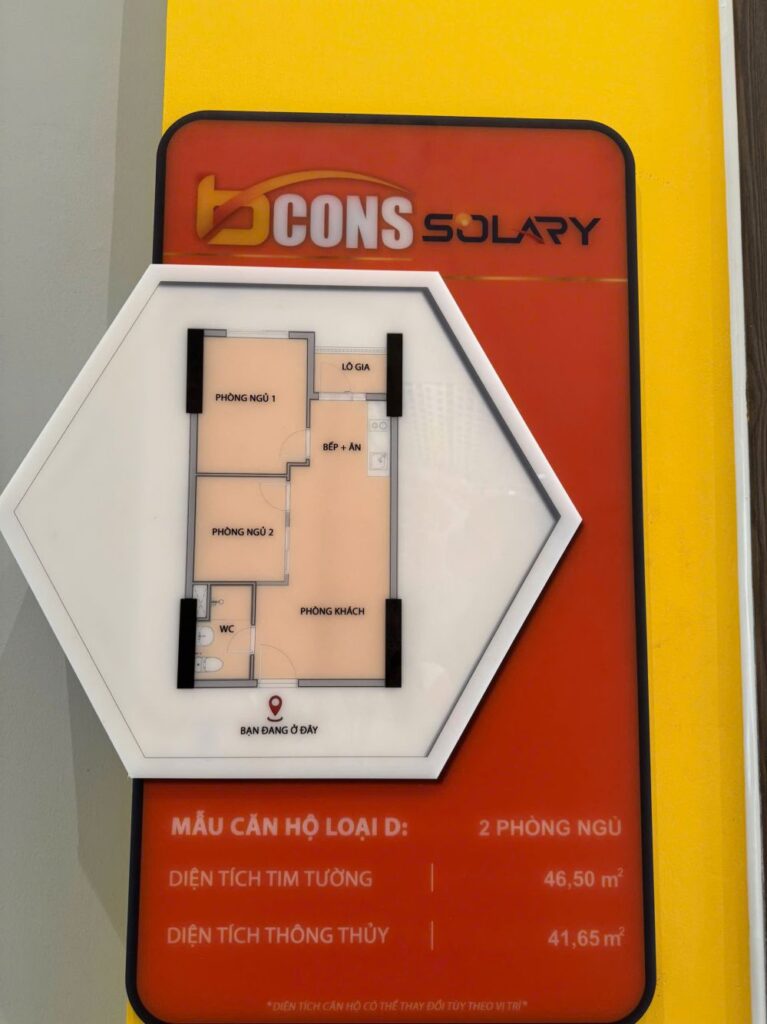 bCONS SOLARY
LÔ GIA
PHÒNG NGỦ 1
BẾP + ĂN
PHÒNG NGỦ 2
PHÒNG KHÁCH
WC
BẠN ĐANG Ở ĐÂY
MẪU CĂN HỘ LOẠI D: 2 PHÒNG NGỦ
DIỆN TÍCH TIM TƯỜNG 46,50 m²
DIỆN TÍCH THÔNG THỦY 41,65 m²
*DIỆN TÍCH CĂN HỘ CÓ THỂ THAY ĐỔI TÙY THEO VỊ TRÍ*